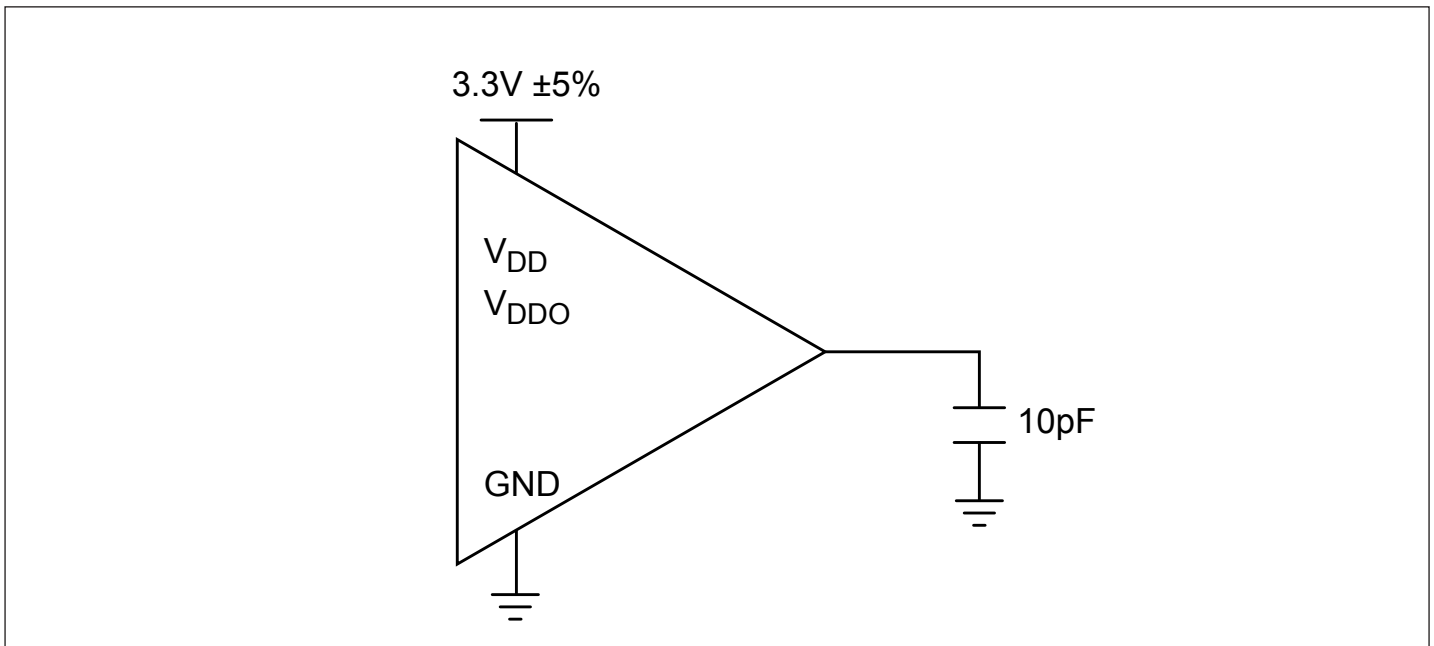 3.3V ±5%
VDD
VDDO
10pF
GND